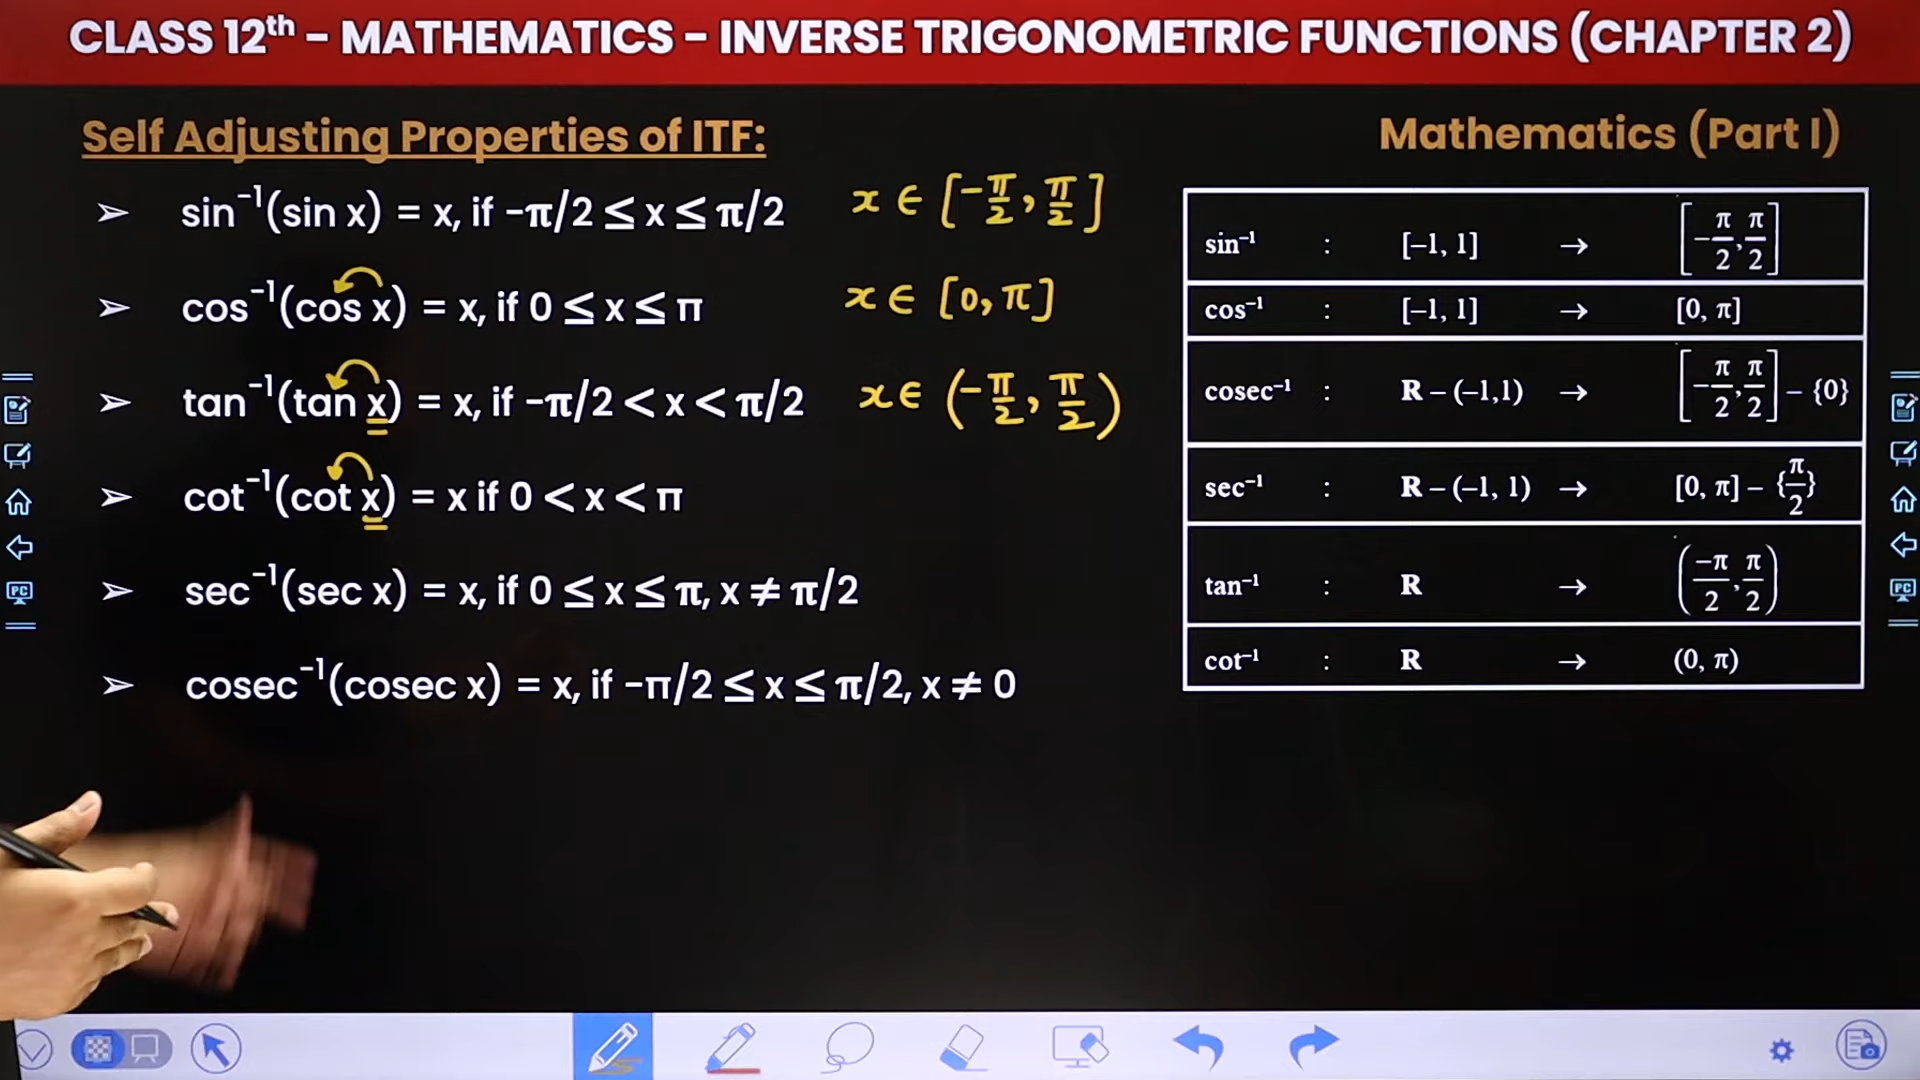 CLASS 12th – MATHEMATICS – INVERSE TRIGONOMETRIC FUNCTIONS (CHAPTER 2)
Self Adjusting Properties of ITF:
Mathematics (Part I)
➢ sin⁻¹(sin x) = x, if -π/2 ≤ x ≤ π/2 x ∈ [-π/2, π/2]
➢ cos⁻¹(cos x) = x, if 0 ≤ x ≤ π x ∈ [0, π]
➢ tan⁻¹(tan x) = x, if -π/2 < x < π/2 x ∈ (-π/2, π/2)
➢ cot⁻¹(cot x) = x if 0 < x < π
➢ sec⁻¹(sec x) = x, if 0 ≤ x ≤ π, x ≠ π/2
➢ cosec⁻¹(cosec x) = x, if -π/2 ≤ x ≤ π/2, x ≠ 0
sin⁻¹ : [–1, 1] → [-π/2, π/2]
cos⁻¹ : [–1, 1] → [0, π]
cosec⁻¹ : R – (–1,1) → [-π/2, π/2] – {0}
sec⁻¹ : R – (–1, 1) → [0, π] – {π/2}
tan⁻¹ : R → (-π/2, π/2)
cot⁻¹ : R → (0, π)
PC
PC